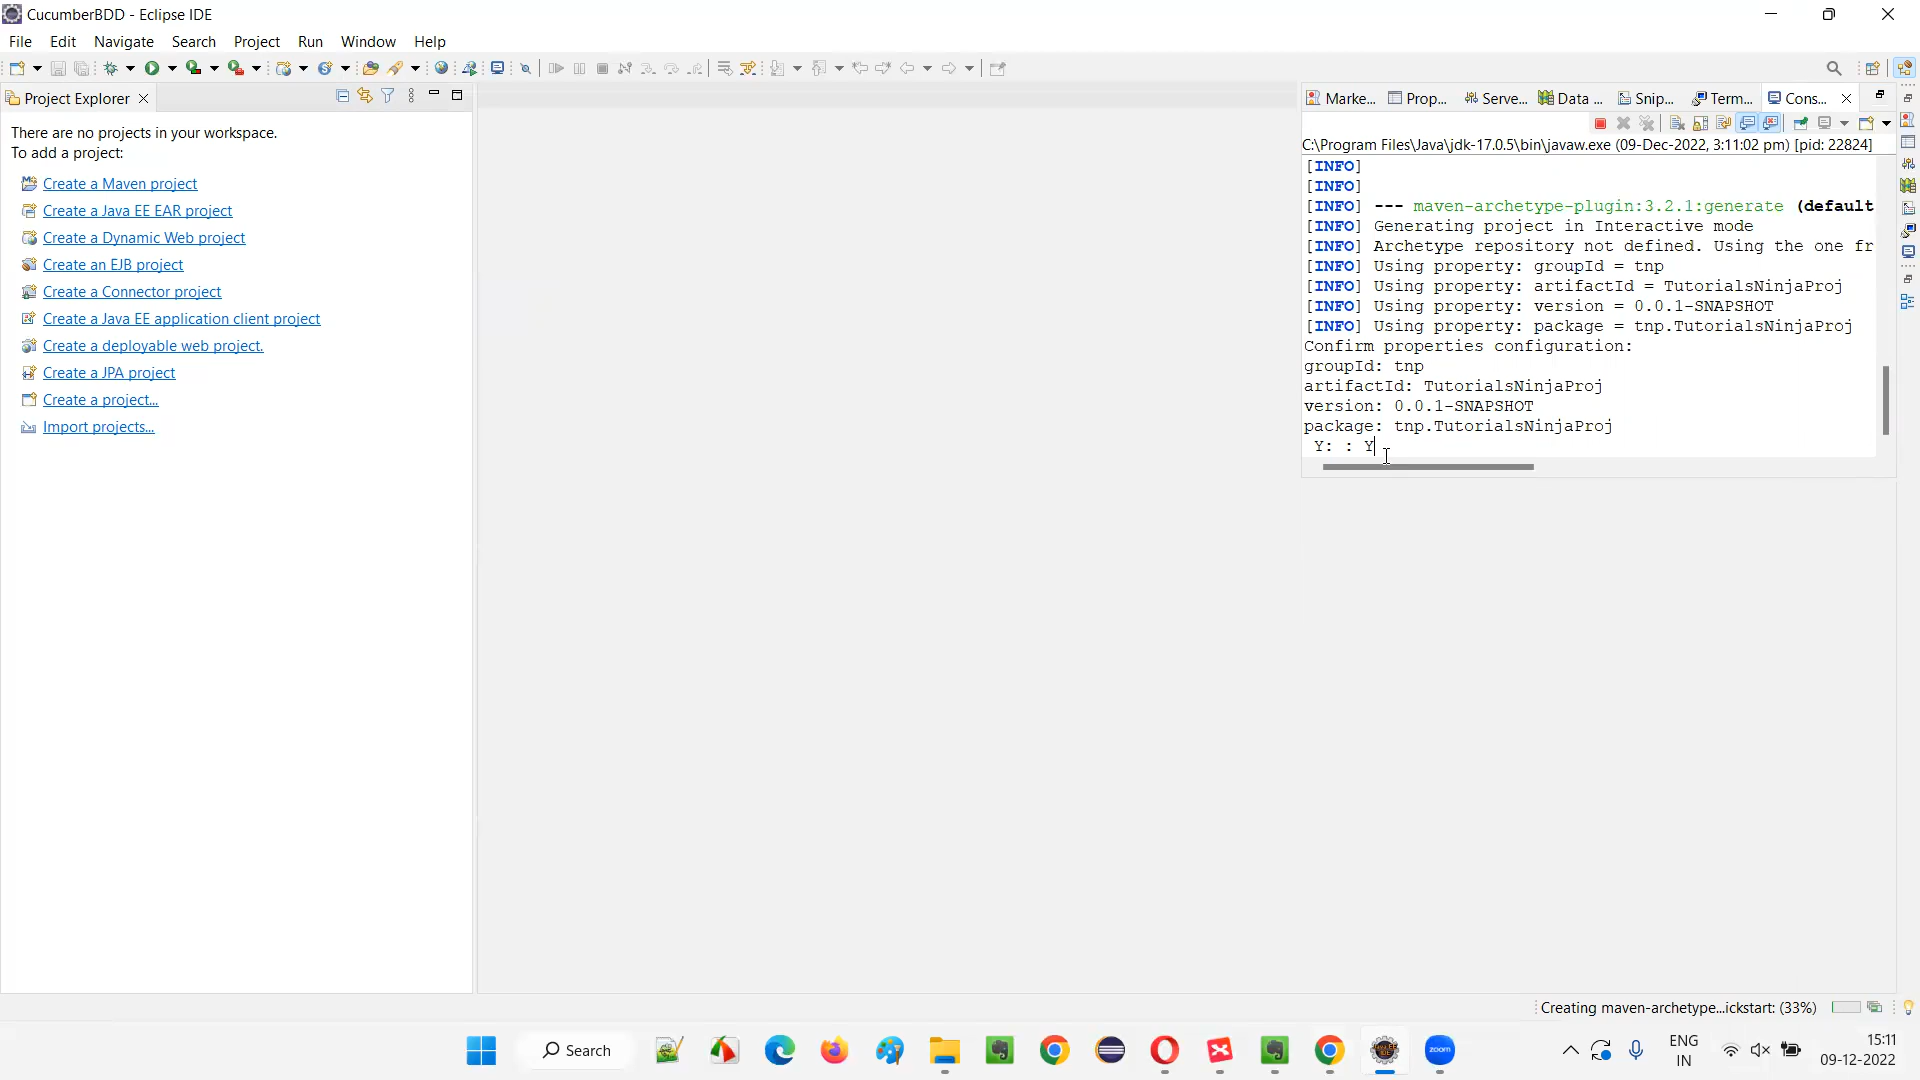 CucumberBDD - Eclipse IDE
File Edit Navigate Search Project Run Window Help
Project Explorer
There are no projects in your workspace.
To add a project:
Create a Maven project
Create a Java EE EAR project
Create a Dynamic Web project
Create an EJB project
Create a Connector project
Create a Java EE application client project
Create a deployable web project.
Create a JPA project
Create a project...
Import projects...
Marke... Prop... Serve... Data ... Snip... Term... Cons...
C:\Program Files\Java\jdk-17.0.5\bin\javaw.exe (09-Dec-2022, 3:11:02 pm) [pid: 22824]
[INFO]
[INFO]
[INFO] --- maven-archetype-plugin:3.2.1:generate (default
[INFO] Generating project in Interactive mode
[INFO] Archetype repository not defined. Using the one fr
[INFO] Using property: groupId = tnp
[INFO] Using property: artifactId = TutorialsNinjaProj
[INFO] Using property: version = 0.0.1-SNAPSHOT
[INFO] Using property: package = tnp.TutorialsNinjaProj
Confirm properties configuration:
groupId: tnp
artifactId: TutorialsNinjaProj
version: 0.0.1-SNAPSHOT
package: tnp.TutorialsNinjaProj
Y: : Y
Creating maven-archetype...ickstart: (33%)
Search
zoom
ENG
IN
15:11
09-12-2022